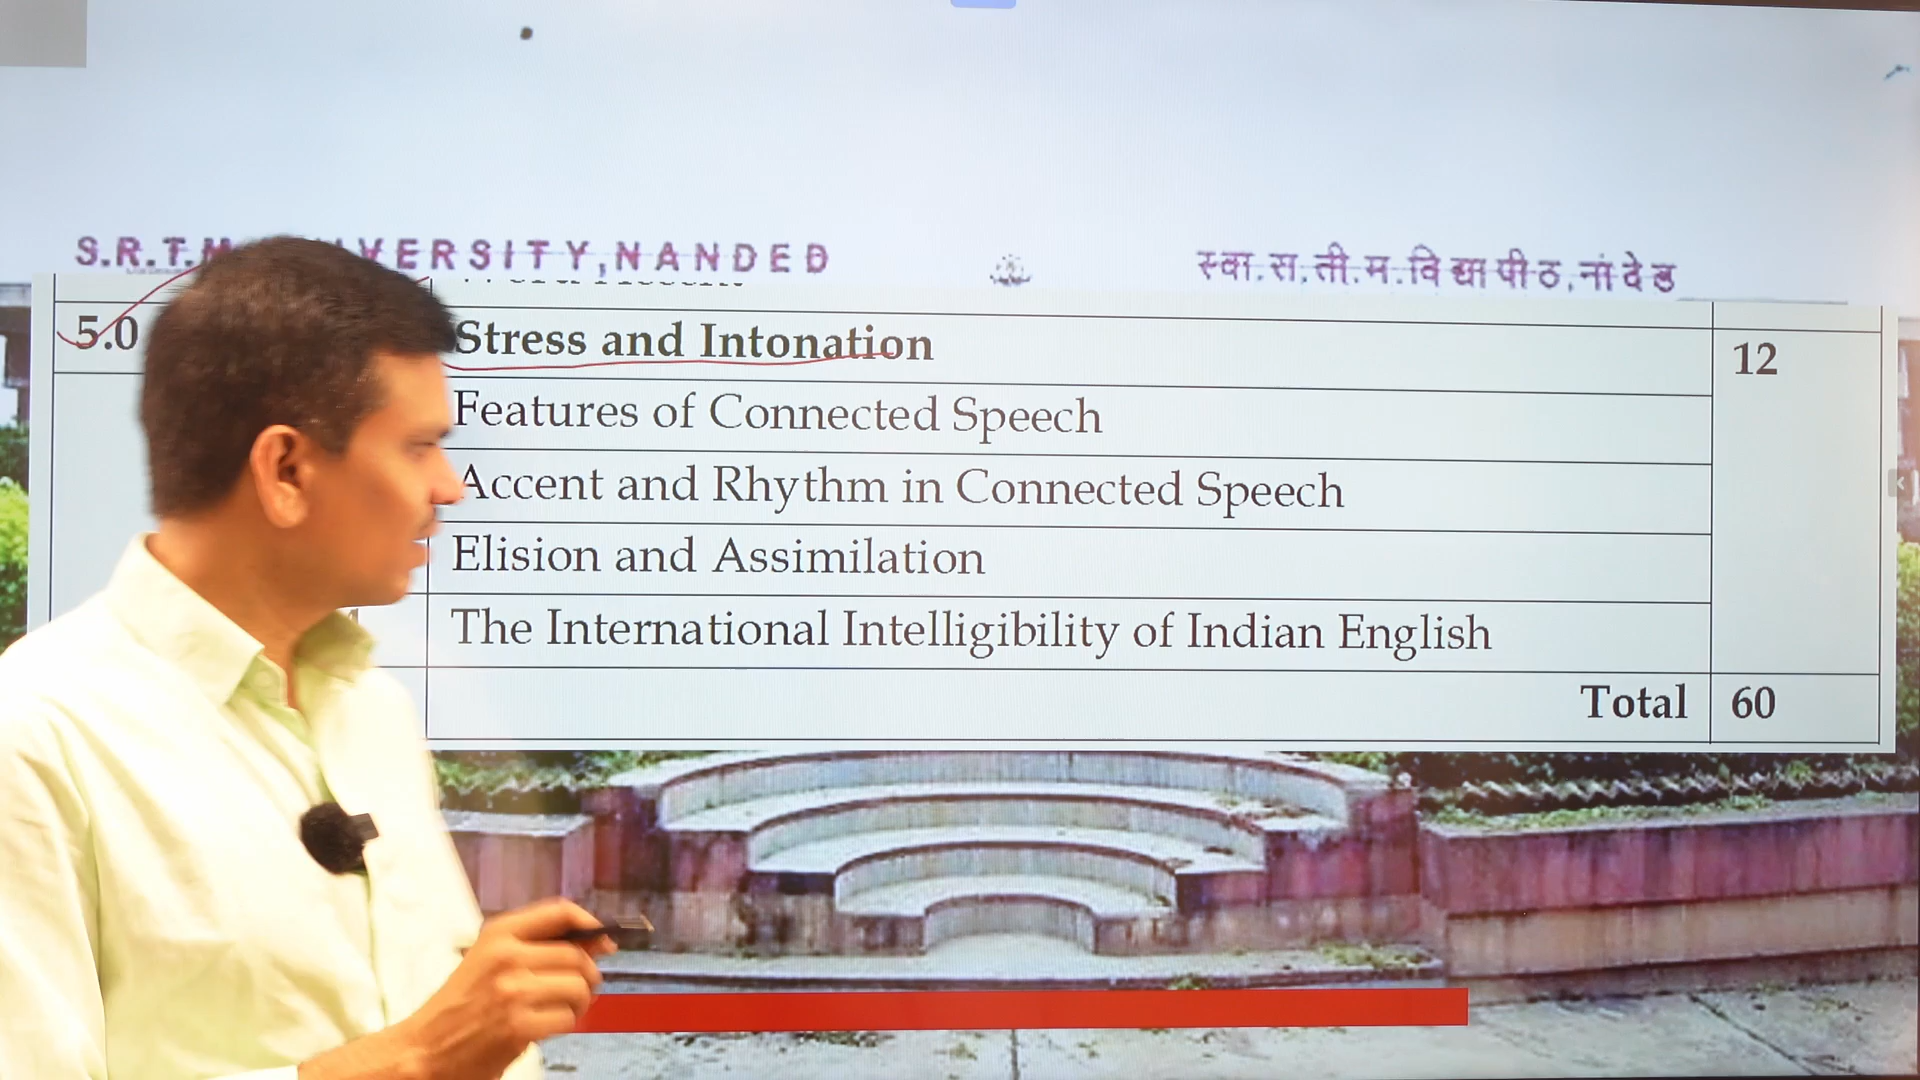 S.R.T.M. UNIVERSITY, NANDED
स्वा.स.ती.म.विद्यापीठ,नांदेड
5.0 Stress and Intonation 12
Features of Connected Speech
Accent and Rhythm in Connected Speech
Elision and Assimilation
The International Intelligibility of Indian English
Total 60